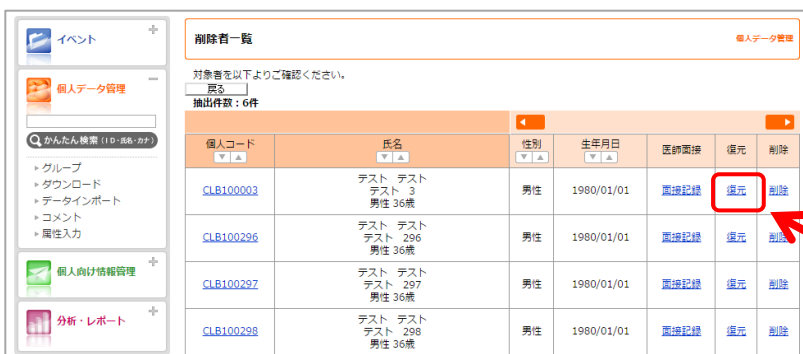 イベント
個人データ管理
かんたん検索 (ID・氏名・カナ)
グループ
ダウンロード
データインポート
コメント
属性入力
個人向け情報管理
分析・レポート
削除者一覧
個人データ管理
対象者を以下よりご確認ください。
戻る
抽出件数：6件
個人コード 氏名 性別 生年月日 医師面接 復元 削除
テスト テスト
CLB100003 テスト 3 男性 1980/01/01 面接記録 復元 削除
男性 36歳
テスト テスト
CLB100296 テスト 296 男性 1980/01/01 面接記録 復元 削除
男性 36歳
テスト テスト
CLB100297 テスト 297 男性 1980/01/01 面接記録 復元 削除
男性 36歳
テスト テスト
CLB100298 テスト 298 男性 1980/01/01 面接記録 復元 削除
男性 36歳